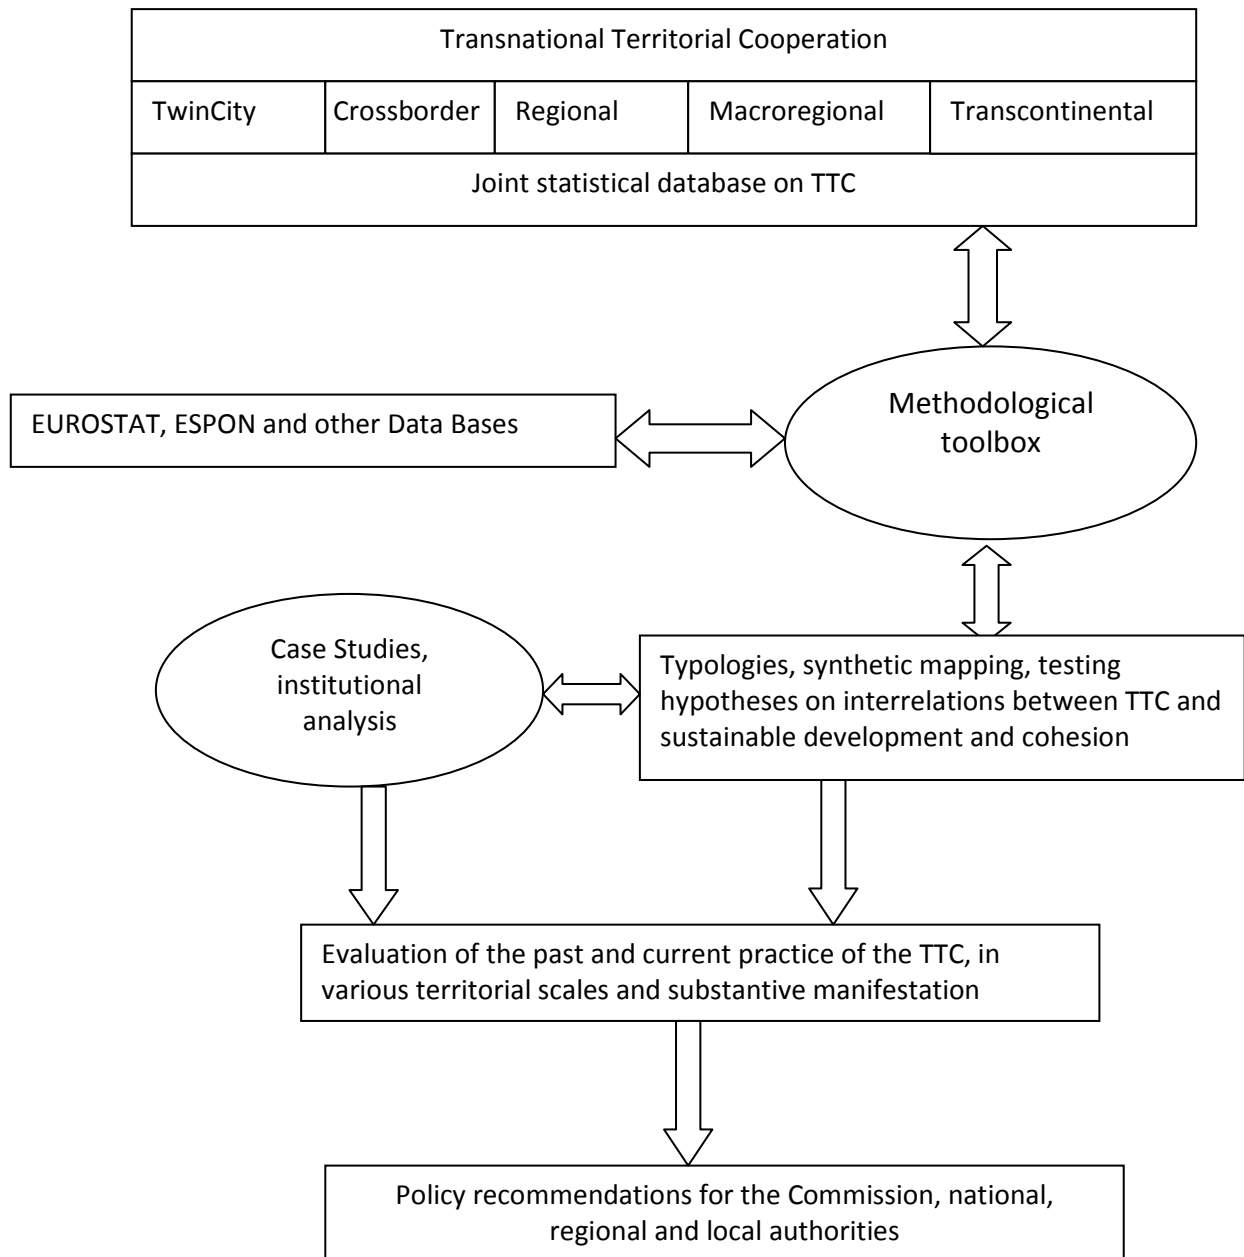 Transnational Territorial Cooperation
TwinCity Crossborder Regional Macroregional Transcontinental
Joint statistical database on TTC
Methodological
toolbox
EUROSTAT, ESPON and other Data Bases
Case Studies,
institutional
analysis
Typologies, synthetic mapping, testing
hypotheses on interrelations between TTC and
sustainable development and cohesion
Evaluation of the past and current practice of the TTC, in
various territorial scales and substantive manifestation
Policy recommendations for the Commission, national,
regional and local authorities